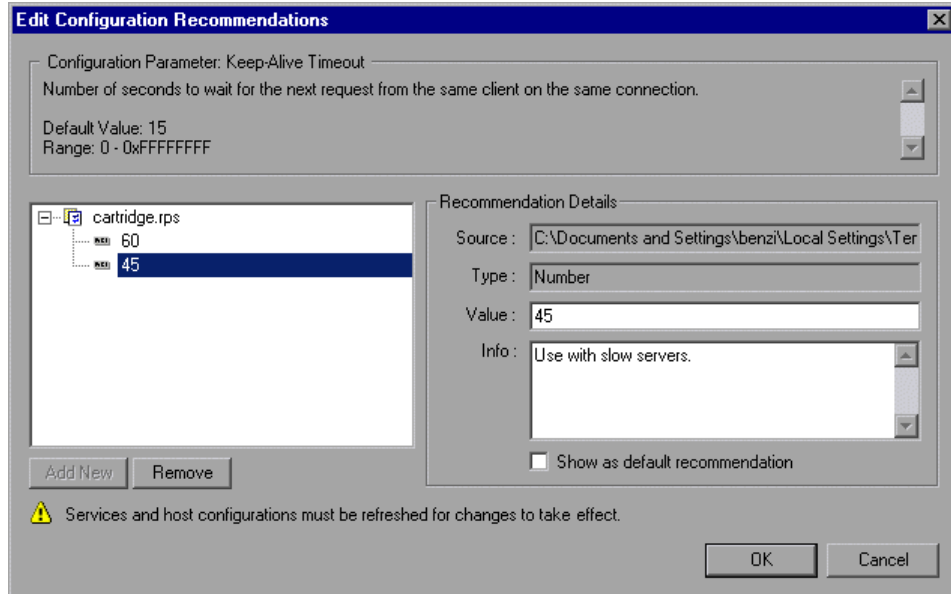 Edit Configuration Recommendations
Configuration Parameter: Keep-Alive Timeout
Number of seconds to wait for the next request from the same client on the same connection.
Default Value: 15
Range: 0 - 0xFFFFFFFF
cartridge.rps
60
45
Recommendation Details
Source : C:\Documents and Settings\benzi\Local Settings\Ter
Type : Number
Value : 45
Info : Use with slow servers.
Show as default recommendation
Add New Remove
Services and host configurations must be refreshed for changes to take effect.
OK Cancel